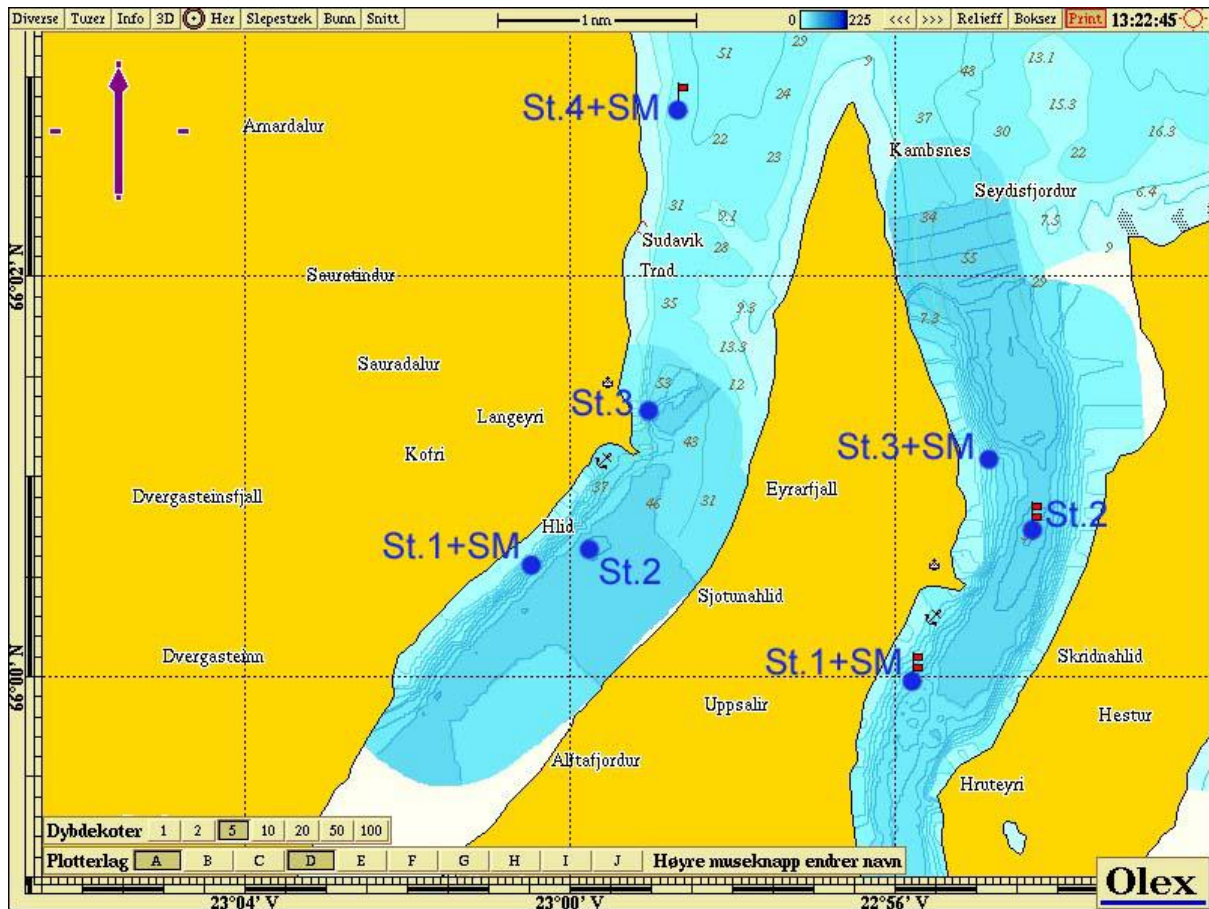 Diverse Turer Info 3D Her Slepestrek Bunn Snitt 1 nm 0 225 <<< >>> Relieff Bokser Print 13:22:45
51 29
9 48 13.1
St.4+SM 24 15.3
Arnardalur 22 37 30 16.3
23 Kambsnes 22
Seydisfjordur 6.4
31 9.1 34 7.5
Sudavik 28 9
66°02' N Sauratindur Trnd 55 29
35 9.3 7.3
Sauradalur 13.3
St.3 53 12
Langeyri
Kofri 43 St.3+SM
Dvergasteinsfjall 37 46 31 Eyrarfjall
Hlid St.2
St.1+SM St.2
Sjotunahlid
Dvergasteinn St.1+SM Skridnahlid
66°00' N Uppsalir Hestur
Alftafjordur Hruteyri
Dybdekoter 1 2 5 10 20 50 100
Plotterlag A B C D E F G H I J Høyre museknapp endrer navn
Olex
23°04' V 23°00' V 22°56' V